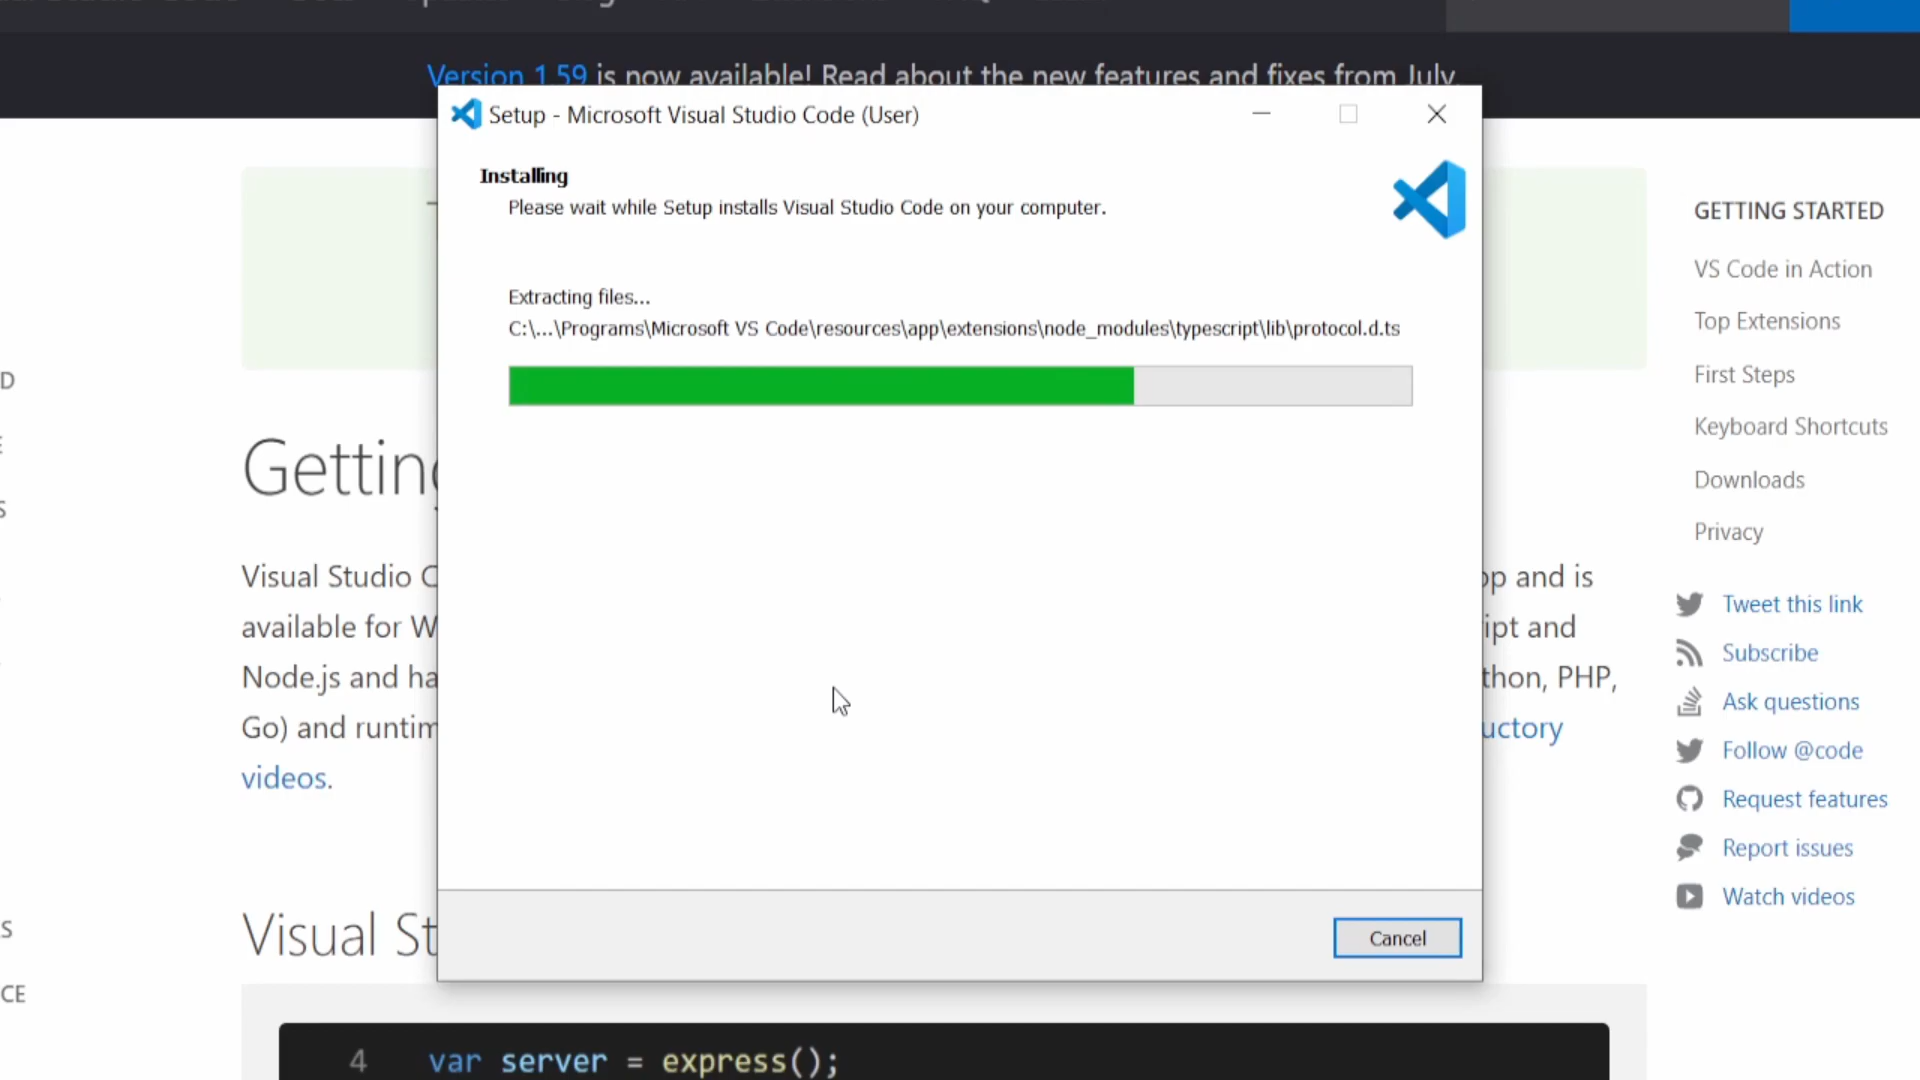 Version 1.59 is now available! Read about the new features and fixes from July.
Setup - Microsoft Visual Studio Code (User)
Installing
Please wait while Setup installs Visual Studio Code on your computer.
Extracting files...
C:\...\Programs\Microsoft VS Code\resources\app\extensions\node_modules\typescript\lib\protocol.d.ts
Cancel
D
S
Getting
Visual Studio C
op and is
available for W
ipt and
Node.js and ha
thon, PHP,
Go) and runtim
uctory
videos.
S
Visual St
CE
4 var server = express();
GETTING STARTED
VS Code in Action
Top Extensions
First Steps
Keyboard Shortcuts
Downloads
Privacy
Tweet this link
Subscribe
Ask questions
Follow @code
Request features
Report issues
Watch videos